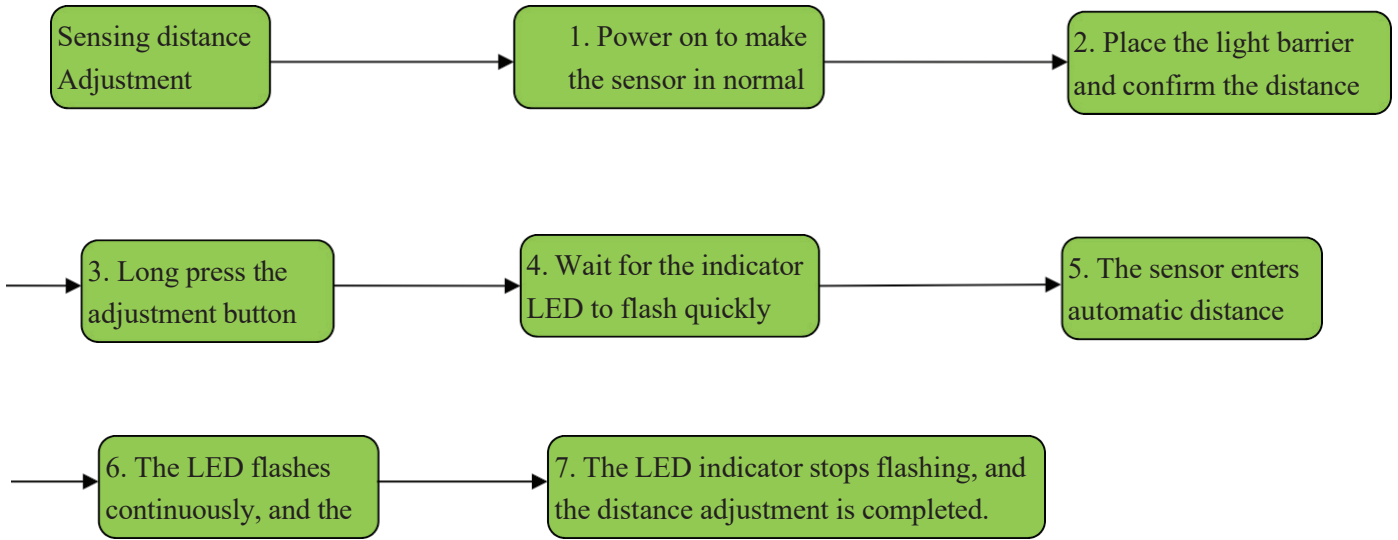 Sensing distance
Adjustment
1. Power on to make
the sensor in normal
2. Place the light barrier
and confirm the distance
3. Long press the
adjustment button
4. Wait for the indicator
LED to flash quickly
5. The sensor enters
automatic distance
6. The LED flashes
continuously, and the
7. The LED indicator stops flashing, and
the distance adjustment is completed.